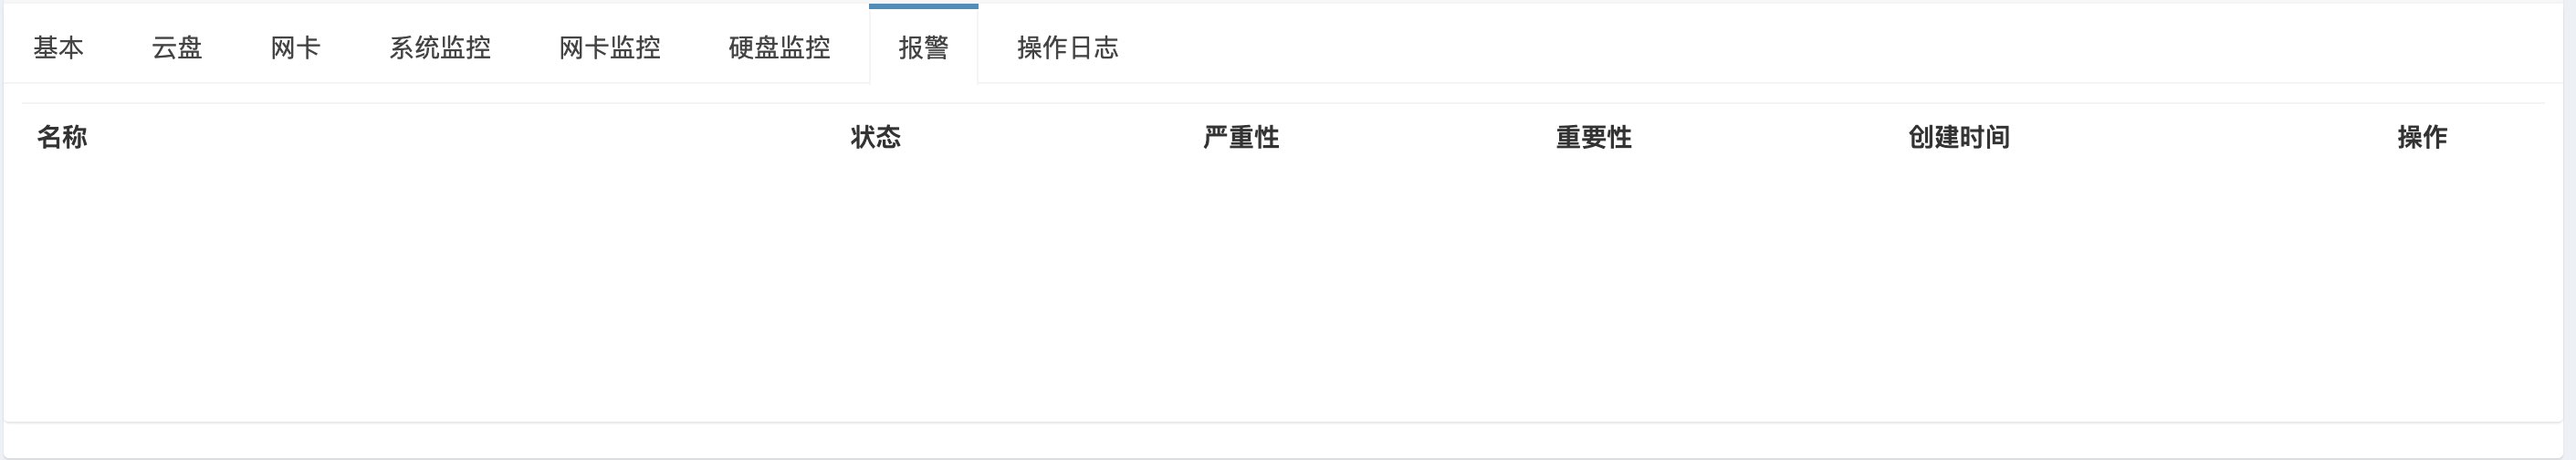 基本 云盘 网卡 系统监控 网卡监控 硬盘监控 报警 操作日志
名称 状态 严重性 重要性 创建时间 操作